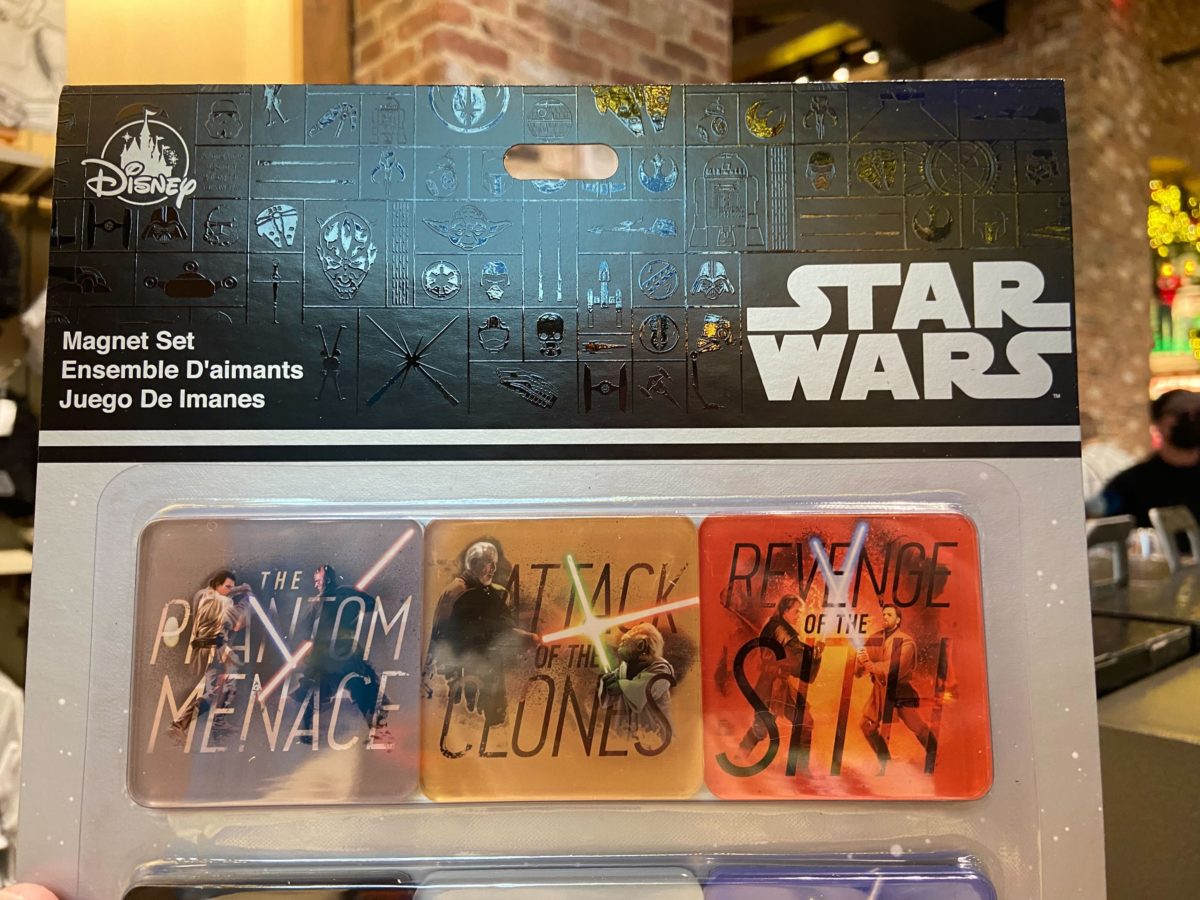 Disney
Magnet Set
Ensemble D'aimants
Juego De Imanes
STAR
WARS
TM
THE
PHANTOM
MENACE
ATTACK
OF THE
CLONES
REVENGE
OF THE
SITH